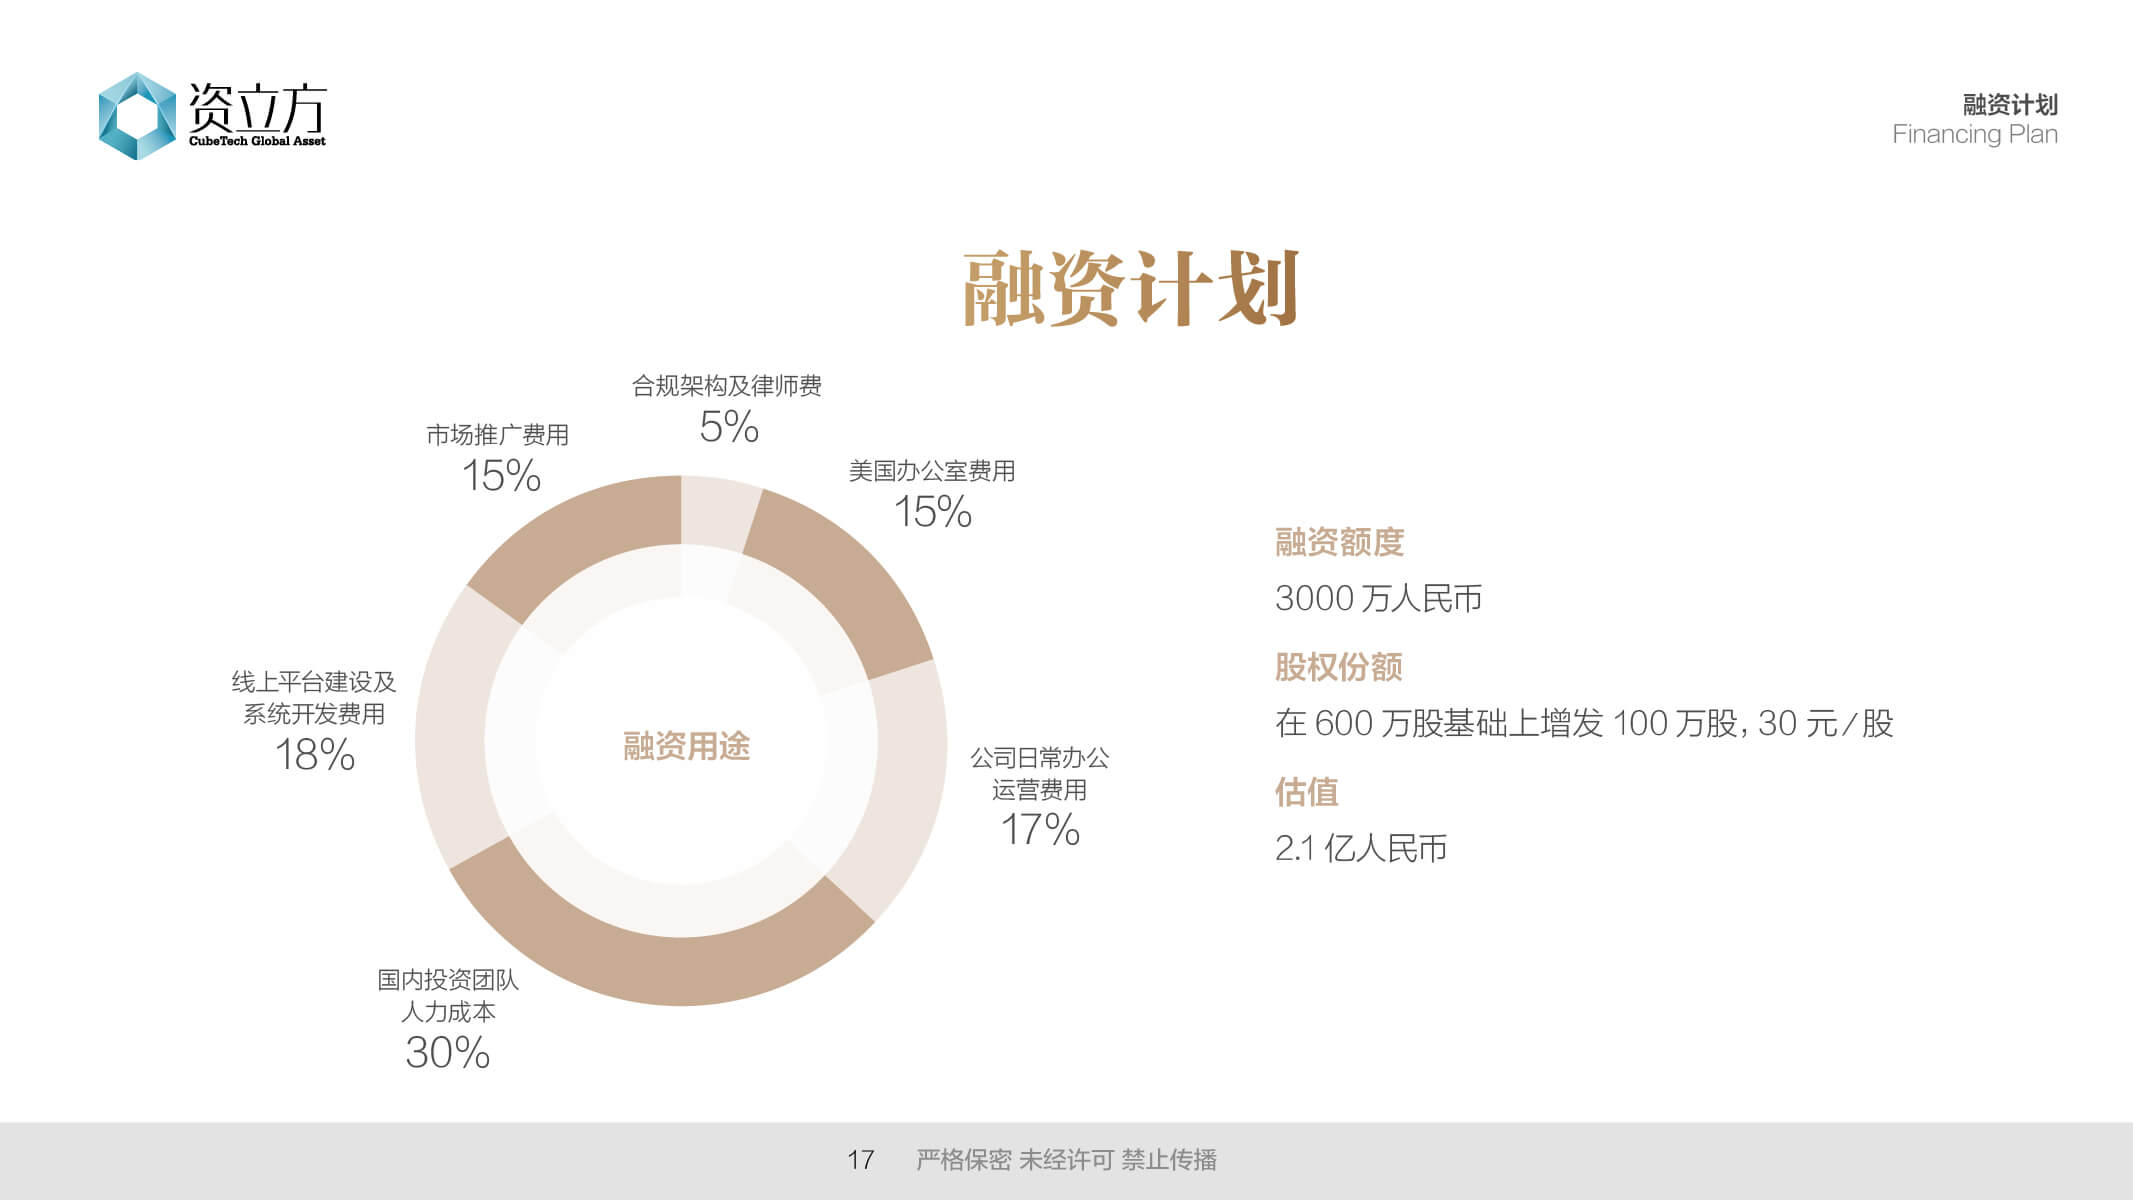 资立方
CubeTech Global Asset
融资计划
Financing Plan
融资计划
合规架构及律师费
5%
市场推广费用
15%
美国办公室费用
15%
线上平台建设及
系统开发费用
18%
融资用途
公司日常办公
运营费用
17%
国内投资团队
人力成本
30%
融资额度
3000 万人民币
股权份额
在 600 万股基础上增发 100 万股, 30 元/股
估值
2.1 亿人民币
17 严格保密 未经许可 禁止传播